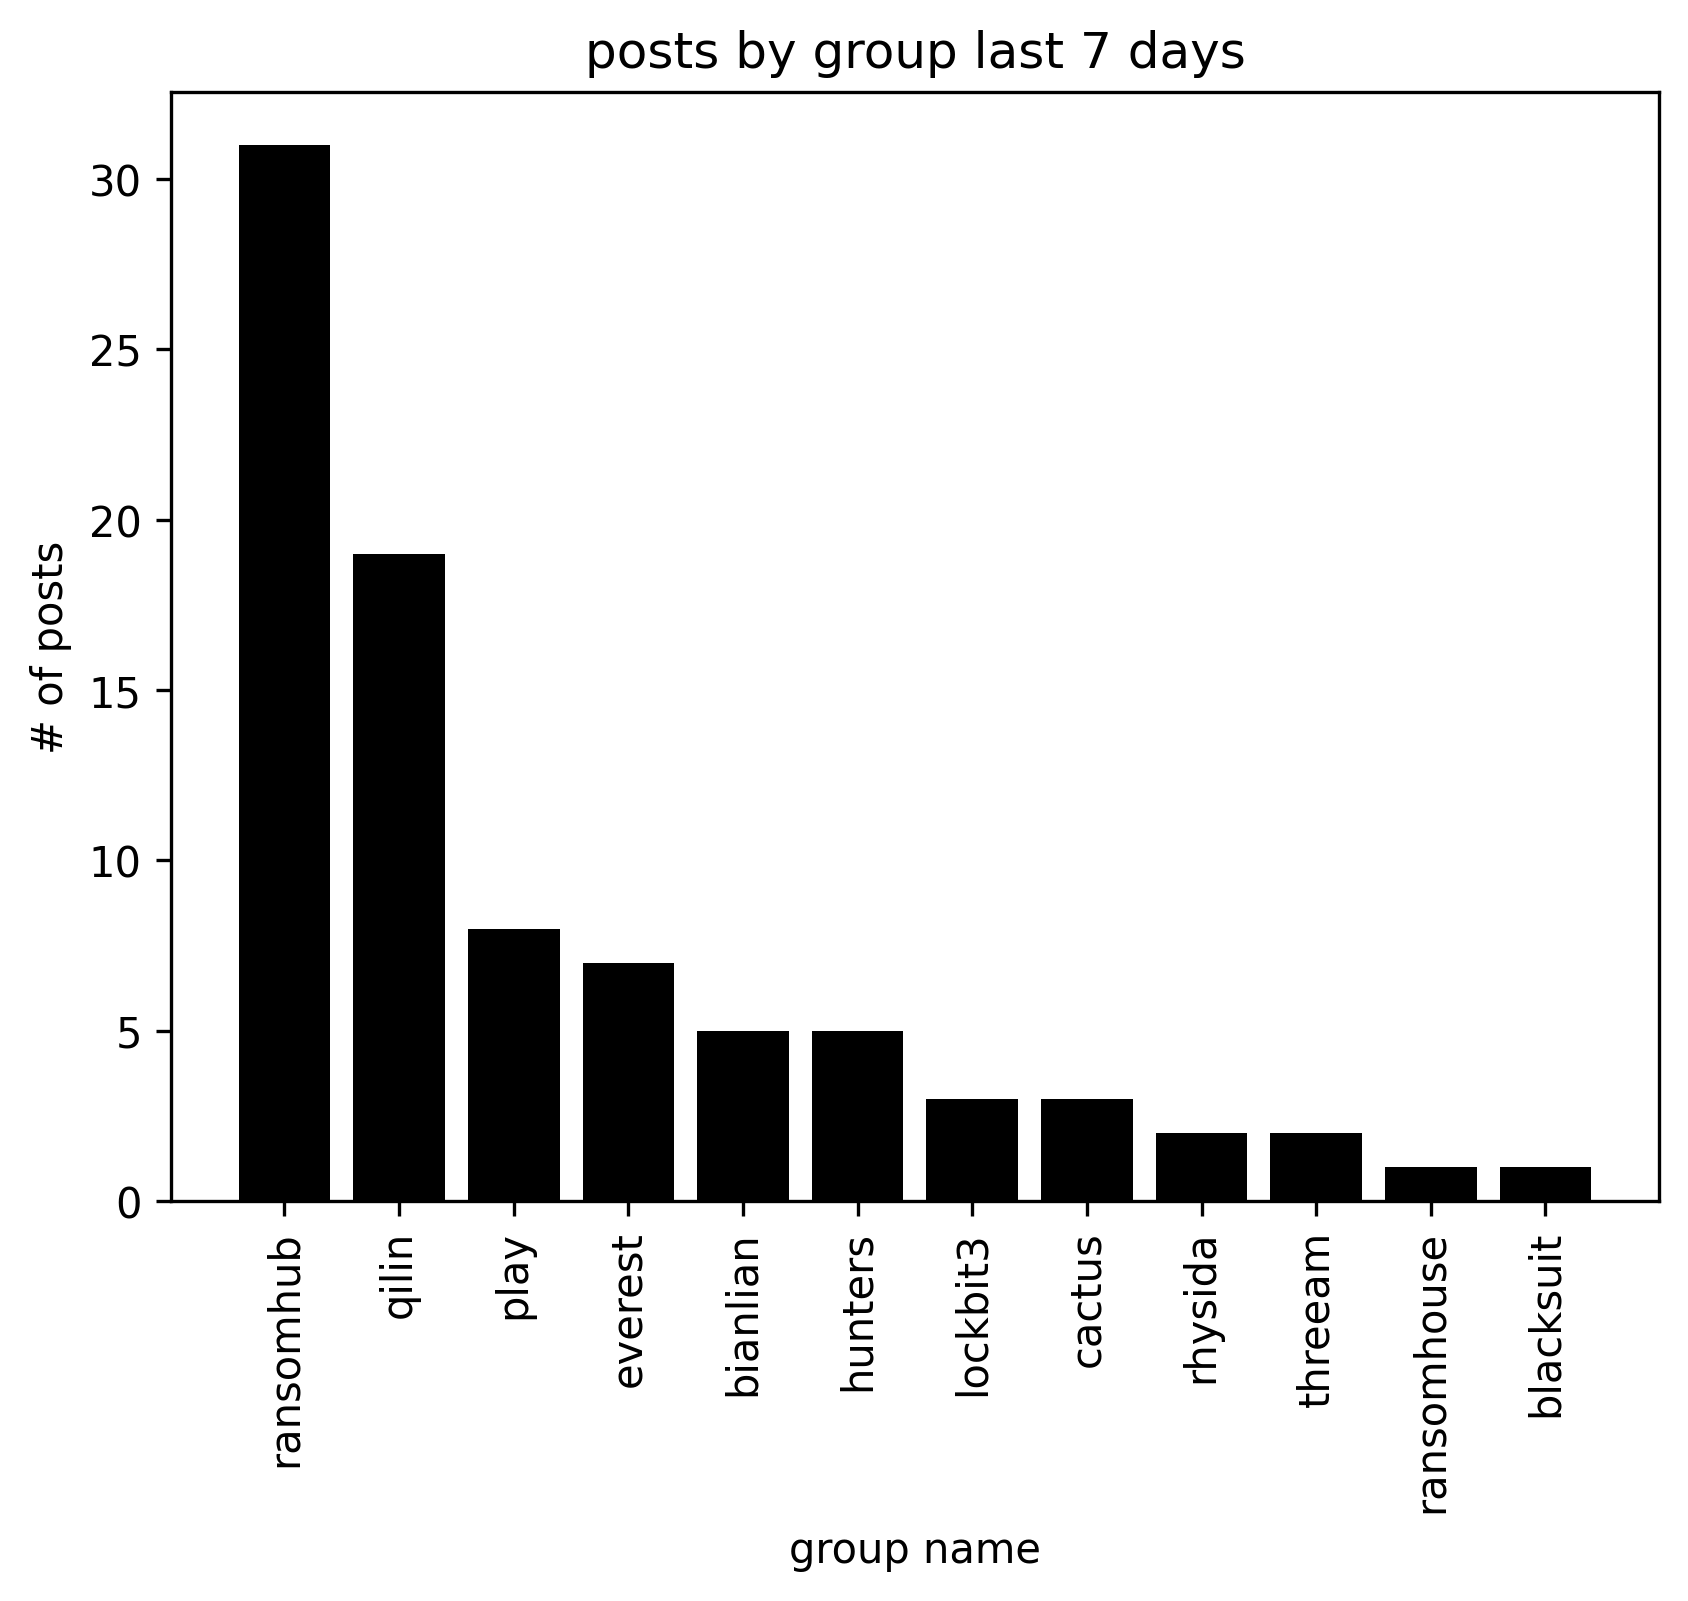 posts by group last 7 days
# of posts
30
25
20
15
10
5
0
ransomhub
qilin
play
everest
bianlian
hunters
lockbit3
cactus
rhysida
threeam
ransomhouse
blacksuit
group name